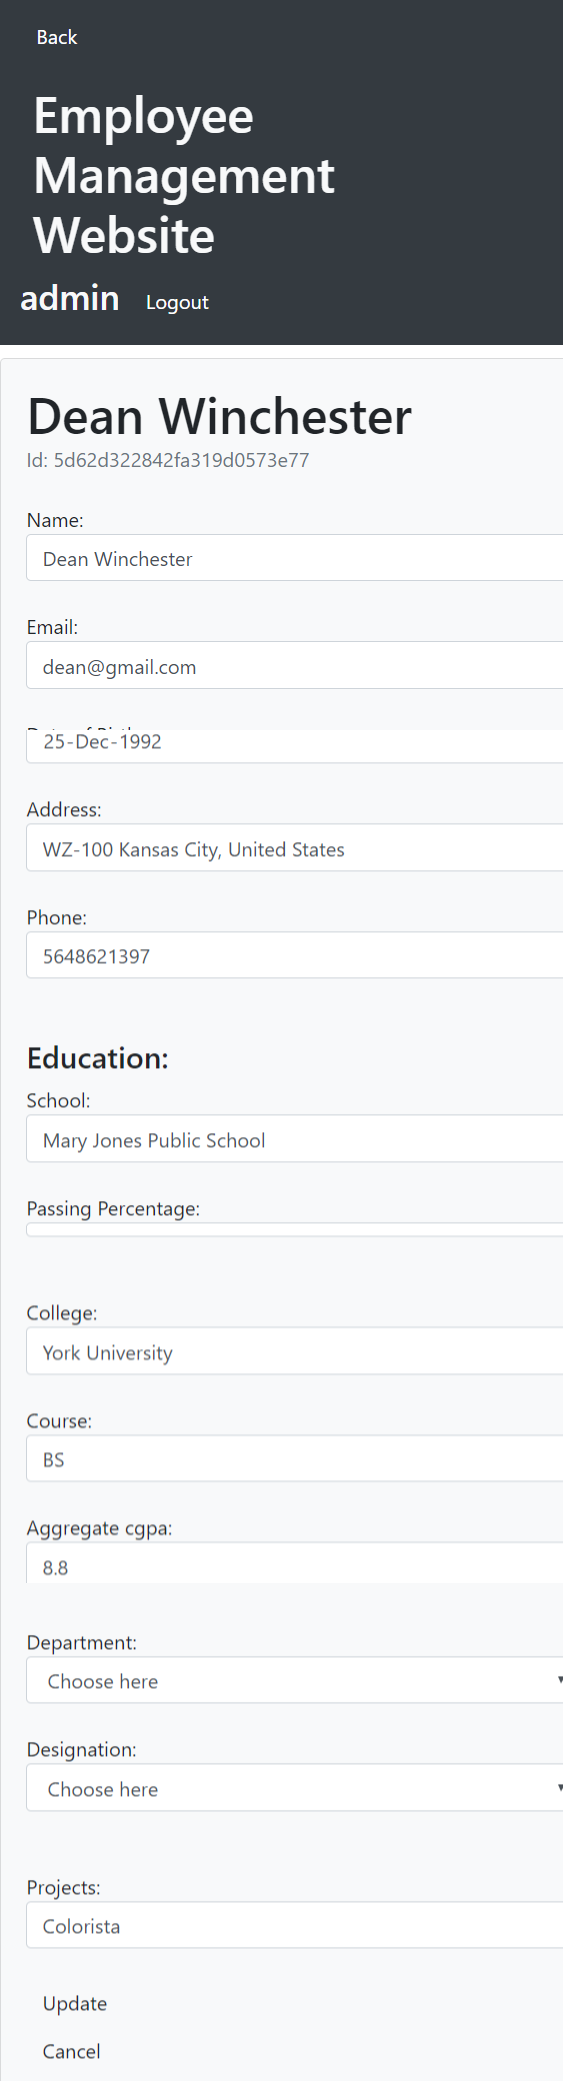 Back
Employee
Management
Website
admin Logout
Dean Winchester
Id: 5d62d322842fa319d0573e77
Name:
Dean Winchester
Email:
dean@gmail.com
25-Dec-1992
Address:
WZ-100 Kansas City, United States
Phone:
5648621397
Education:
School:
Mary Jones Public School
Passing Percentage:
College:
York University
Course:
BS
Aggregate cgpa:
8.8
Department:
Choose here
Designation:
Choose here
Projects:
Colorista
Update
Cancel